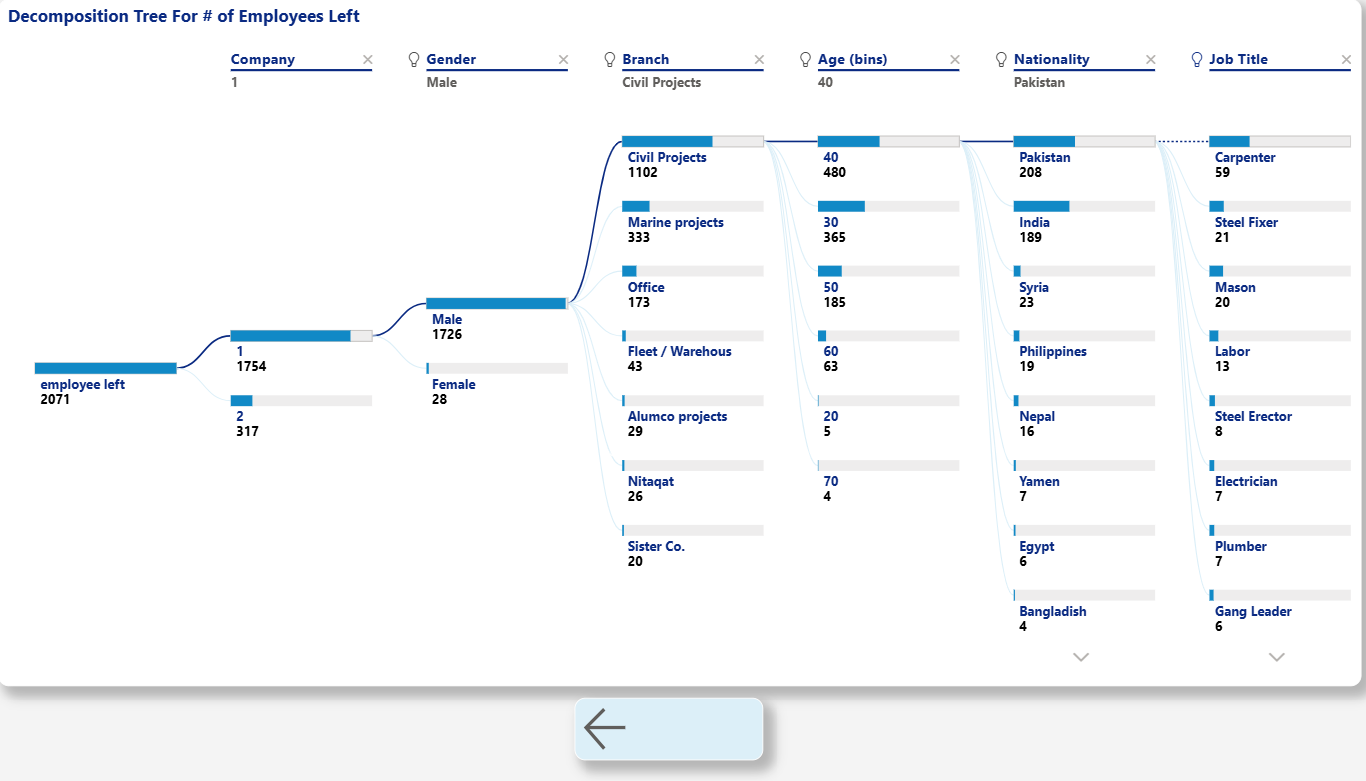 Decomposition Tree For # of Employees Left
Company
1
Gender
Male
Branch
Civil Projects
Age (bins)
40
Nationality
Pakistan
Job Title
employee left
2071
1
1754
2
317
Male
1726
Female
28
Civil Projects
1102
Marine projects
333
Office
173
Fleet / Warehous
43
Alumco projects
29
Nitaqat
26
Sister Co.
20
40
480
30
365
50
185
60
63
20
5
70
4
Pakistan
208
India
189
Syria
23
Philippines
19
Nepal
16
Yamen
7
Egypt
6
Bangladish
4
Carpenter
59
Steel Fixer
21
Mason
20
Labor
13
Steel Erector
8
Electrician
7
Plumber
7
Gang Leader
6